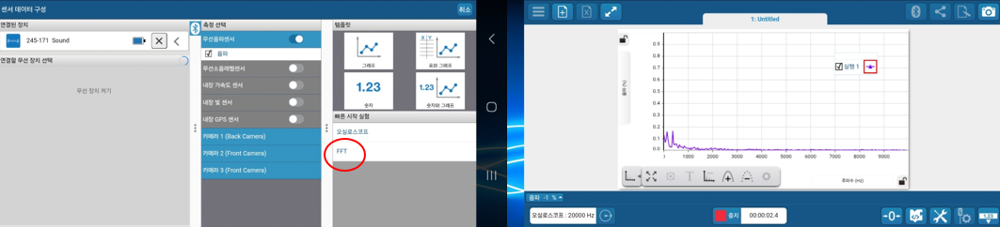 센서 데이터 구성
취소
연결된 장치
245-171 Sound
연결할 무선 장치 선택
무선 장치 켜기
측정 선택
무선음파센서
음파
무선소음레벨센서
내장 가속도 센서
내장 빛 센서
내장 GPS 센서
카메라 1 (Back Camera)
카메라 2 (Front Camera)
카메라 3 (Front Camera)
템플릿
그래프
X Y
표와 그래프
1.23
숫자
1.23
숫자와 그래프
빠른 시작 실험
오실로스코프
FFT
1: Untitled
음파 (%)
0.9
0.8
0.7
0.6
0.5
0.4
0.3
0.2
0.1
0.0
실행 1
1 1000 2000 3000 4000 5000 6000 7000 8000 9000
주파수 (Hz)
음파 -1 %
오실로스코프 : 20000 Hz
중지
00:00:02.4